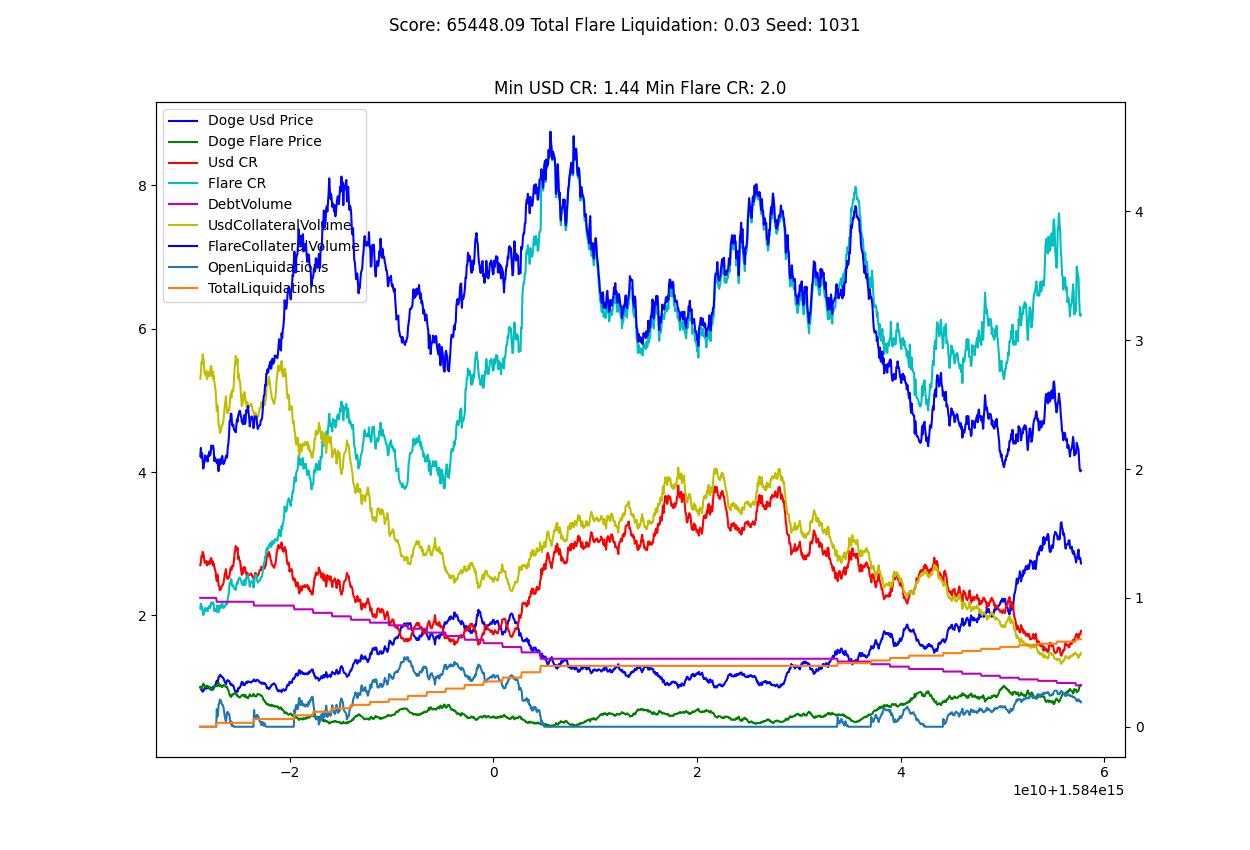 Score: 65448.09 Total Flare Liquidation: 0.03 Seed: 1031
Min USD CR: 1.44 Min Flare CR: 2.0
Doge Usd Price
Doge Flare Price
Usd CR
Flare CR
DebtVolume
UsdCollateralVolume
FlareCollateralVolume
OpenLiquidations
TotalLiquidations
8
6
4
2
4
3
2
1
0
−2
0
2
4
6
1e10+1.584e15